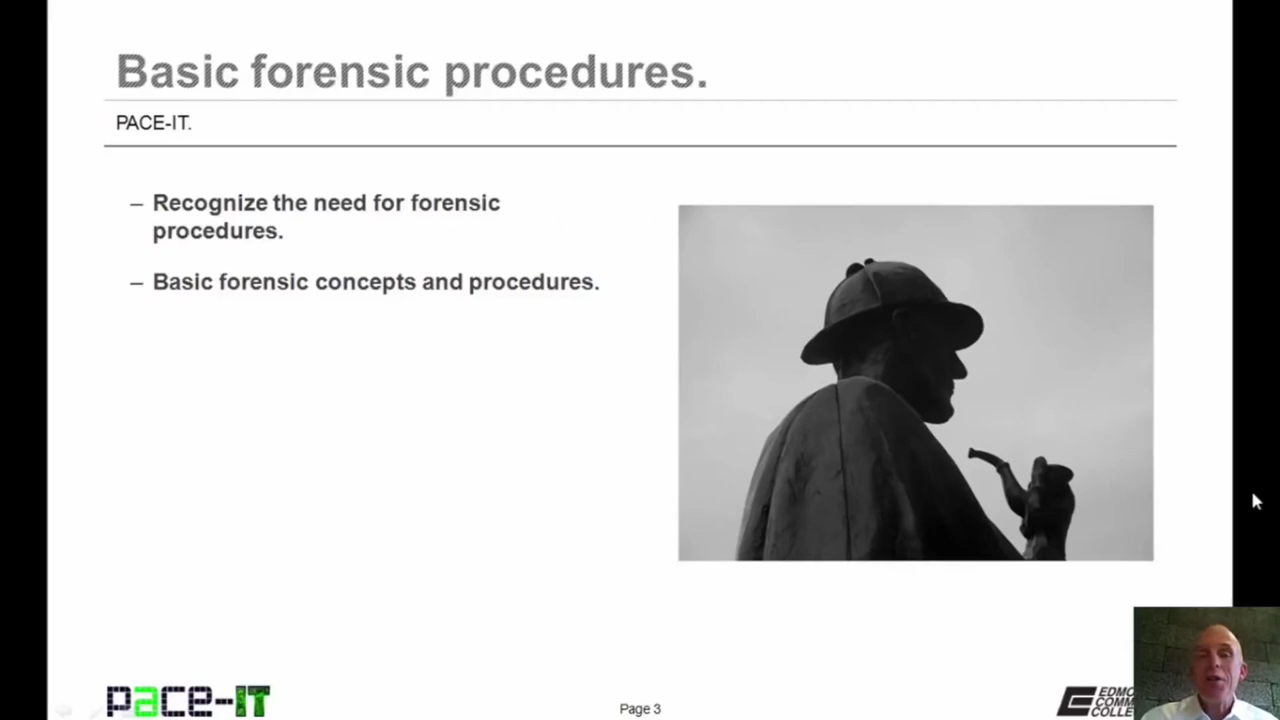 Basic forensic procedures.
PACE-IT.
– Recognize the need for forensic
procedures.
– Basic forensic concepts and procedures.
pace-IT
Page 3